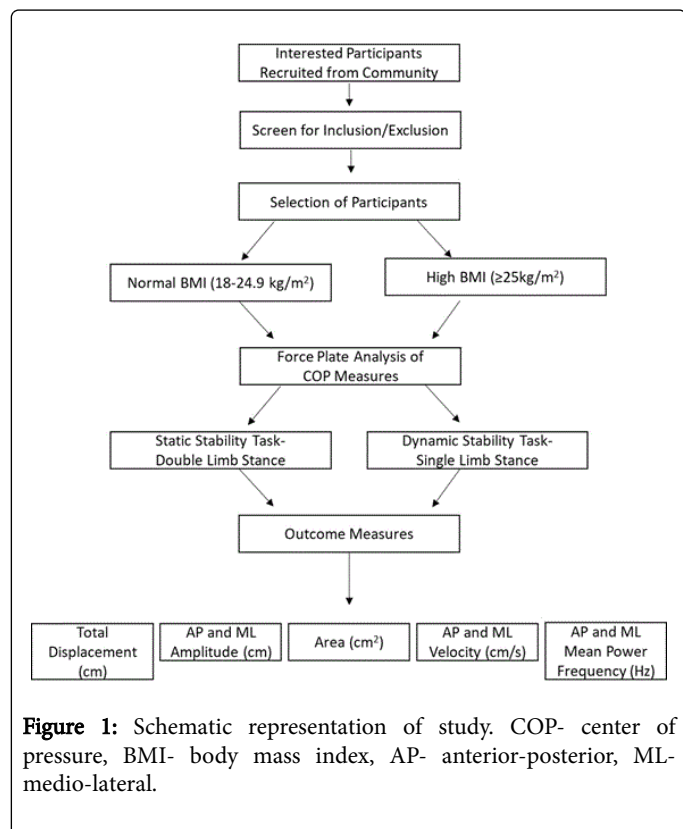 Interested Participants
Recruited from Community
Screen for Inclusion/Exclusion
Selection of Participants
Normal BMI (18-24.9 kg/m²)
High BMI (≥25kg/m²)
Force Plate Analysis of
COP Measures
Static Stability Task-
Double Limb Stance
Dynamic Stability Task-
Single Limb Stance
Outcome Measures
Total
Displacement
(cm)
AP and ML
Amplitude (cm)
Area (cm²)
AP and ML
Velocity (cm/s)
AP and ML
Mean Power
Frequency (Hz)
Figure 1: Schematic representation of study. COP- center of
pressure, BMI- body mass index, AP- anterior-posterior, ML-
medio-lateral.